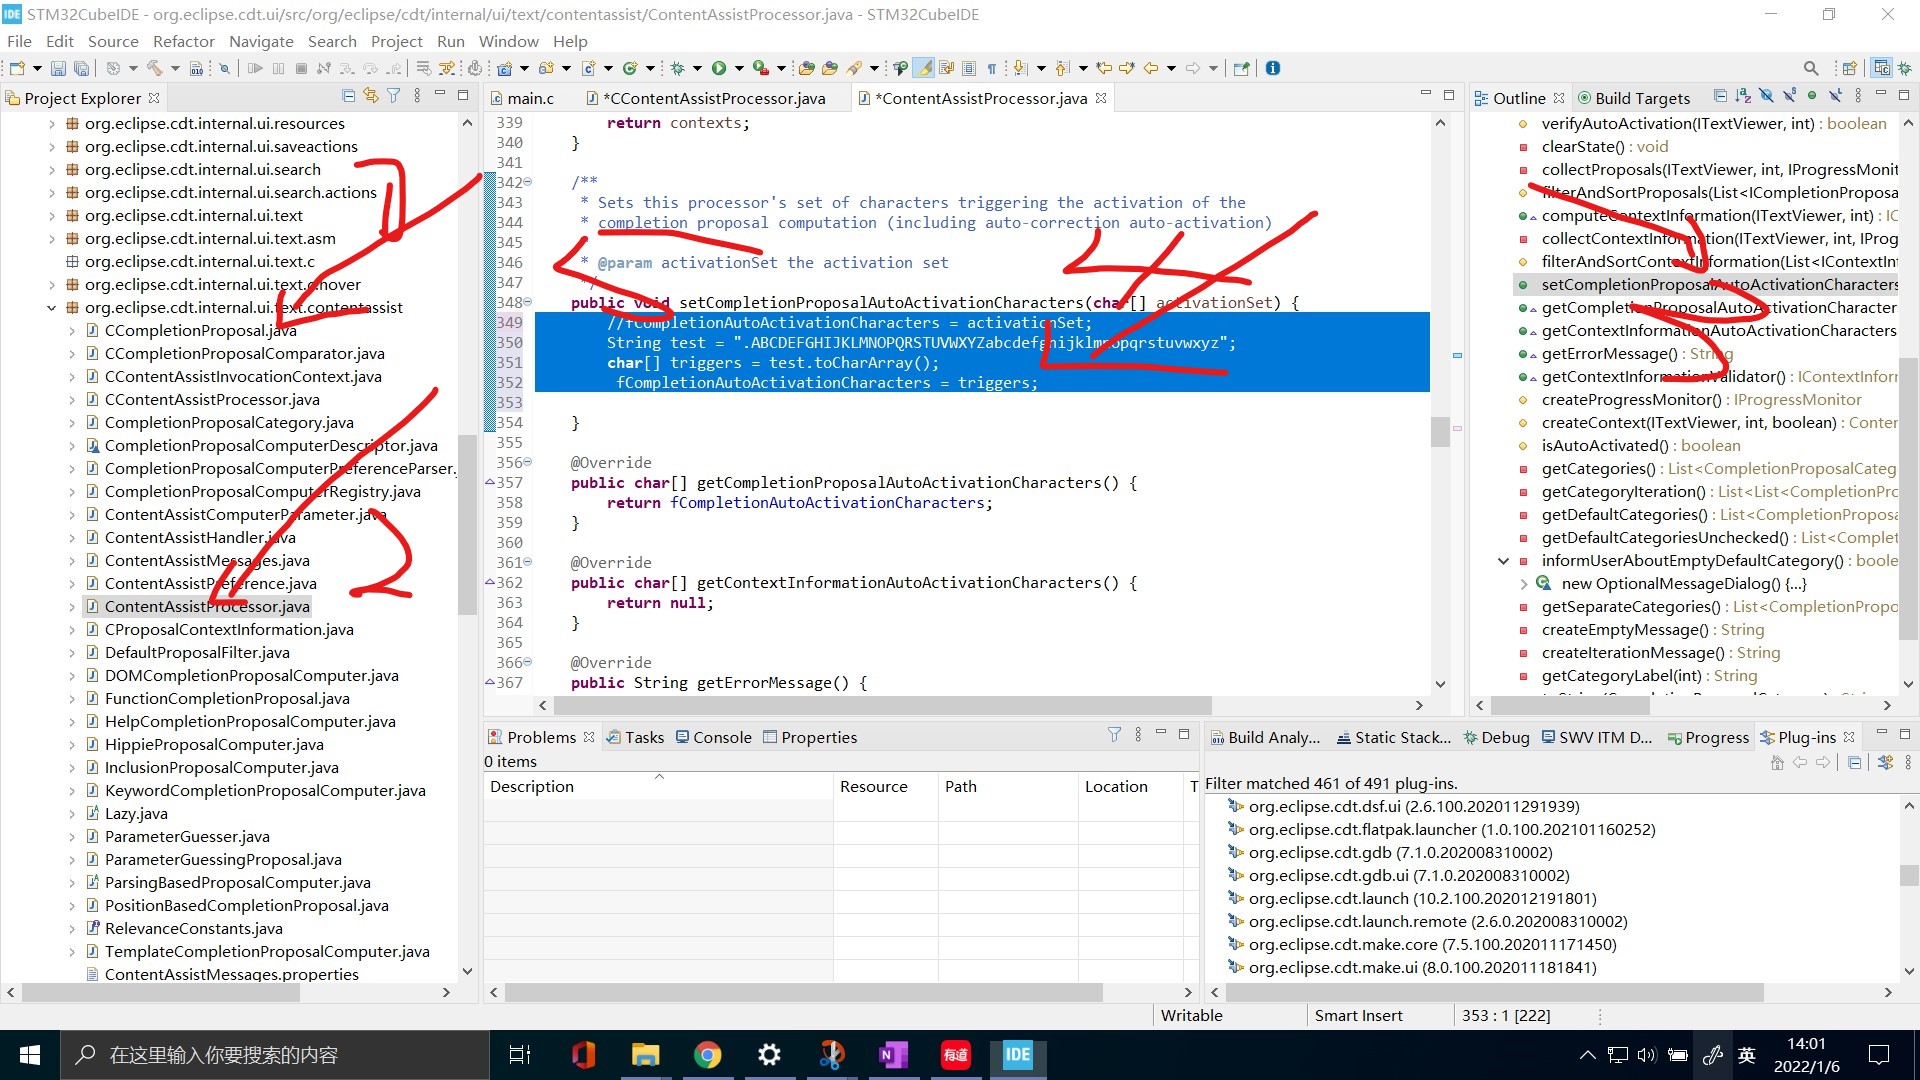 STM32CubeIDE - org.eclipse.cdt.ui/src/org/eclipse/cdt/internal/ui/text/contentassist/ContentAssistProcessor.java - STM32CubeIDE
File Edit Source Refactor Navigate Search Project Run Window Help
Project Explorer
org.eclipse.cdt.internal.ui.resources
org.eclipse.cdt.internal.ui.saveactions
org.eclipse.cdt.internal.ui.search
org.eclipse.cdt.internal.ui.search.actions
org.eclipse.cdt.internal.ui.text
org.eclipse.cdt.internal.ui.text.asm
org.eclipse.cdt.internal.ui.text.c
org.eclipse.cdt.internal.ui.text.c.hover
org.eclipse.cdt.internal.ui.text.contentassist
CCompletionProposal.java
CCompletionProposalComparator.java
CContentAssistInvocationContext.java
CContentAssistProcessor.java
CompletionProposalCategory.java
CompletionProposalComputerDescriptor.java
CompletionProposalComputerPreferenceParser.
CompletionProposalComputerRegistry.java
ContentAssistComputerParameter.java
ContentAssistHandler.java
ContentAssistMessages.java
ContentAssistPreference.java
ContentAssistProcessor.java
CProposalContextInformation.java
DefaultProposalFilter.java
DOMCompletionProposalComputer.java
FunctionCompletionProposal.java
HelpCompletionProposalComputer.java
HippieProposalComputer.java
InclusionProposalComputer.java
KeywordCompletionProposalComputer.java
Lazy.java
ParameterGuesser.java
ParameterGuessingProposal.java
ParsingBasedProposalComputer.java
PositionBasedCompletionProposal.java
RelevanceConstants.java
TemplateCompletionProposalComputer.java
ContentAssistMessages.properties
1
2
main.c *CContentAssistProcessor.java *ContentAssistProcessor.java
339 return contexts;
340 }
341
342 /**
343 * Sets this processor's set of characters triggering the activation of the
344 * completion proposal computation (including auto-correction auto-activation)
345 *
346 * @param activationSet the activation set
347 */
348 public void setCompletionProposalAutoActivationCharacters(char[] activationSet) {
349 //fCompletionAutoActivationCharacters = activationSet;
350 String test = ".ABCDEFGHIJKLMNOPQRSTUVWXYZabcdefghijklmnopqrstuvwxyz";
351 char[] triggers = test.toCharArray();
352 fCompletionAutoActivationCharacters = triggers;
353
354 }
355
356 @Override
357 public char[] getCompletionProposalAutoActivationCharacters() {
358 return fCompletionAutoActivationCharacters;
359 }
360
361 @Override
362 public char[] getContextInformationAutoActivationCharacters() {
363 return null;
364 }
365
366 @Override
367 public String getErrorMessage() {
4
Outline Build Targets
verifyAutoActivation(ITextViewer, int) : boolean
clearState() : void
collectProposals(ITextViewer, int, IProgressMonit
filterAndSortProposals(List<ICompletionProposa
computeContextInformation(ITextViewer, int) : IC
collectContextInformation(ITextViewer, int, IProg
filterAndSortContextInformation(List<IContextInf
setCompletionProposalAutoActivationCharacters
getCompletionProposalAutoActivationCharacter
getContextInformationAutoActivationCharacters
getErrorMessage() : String
getContextInformationValidator() : IContextInforr
createProgressMonitor() : IProgressMonitor
createContext(ITextViewer, int, boolean) : Conter
isAutoActivated() : boolean
getCategories() : List<CompletionProposalCateg
getCategoryIteration() : List<List<CompletionPrc
getDefaultCategories() : List<CompletionProposa
getDefaultCategoriesUnchecked() : List<Complet
informUserAboutEmptyDefaultCategory() : boole
new OptionalMessageDialog() {...}
getSeparateCategories() : List<CompletionPropo
createEmptyMessage() : String
createIterationMessage() : String
getCategoryLabel(int) : String
3
Problems Tasks Console Properties
0 items
Description Resource Path Location T
Build Analy... Static Stack... Debug SWV ITM D... Progress Plug-ins
Filter matched 461 of 491 plug-ins.
org.eclipse.cdt.dsf.ui (2.6.100.202011291939)
org.eclipse.cdt.flatpak.launcher (1.0.100.202101160252)
org.eclipse.cdt.gdb (7.1.0.202008310002)
org.eclipse.cdt.gdb.ui (7.1.0.202008310002)
org.eclipse.cdt.launch (10.2.100.202012191801)
org.eclipse.cdt.launch.remote (2.6.0.202008310002)
org.eclipse.cdt.make.core (7.5.100.202011171450)
org.eclipse.cdt.make.ui (8.0.100.202011181841)
Writable Smart Insert 353 : 1 [222]
在这里输入你要搜索的内容
有道
IDE
英
14:01
2022/1/6